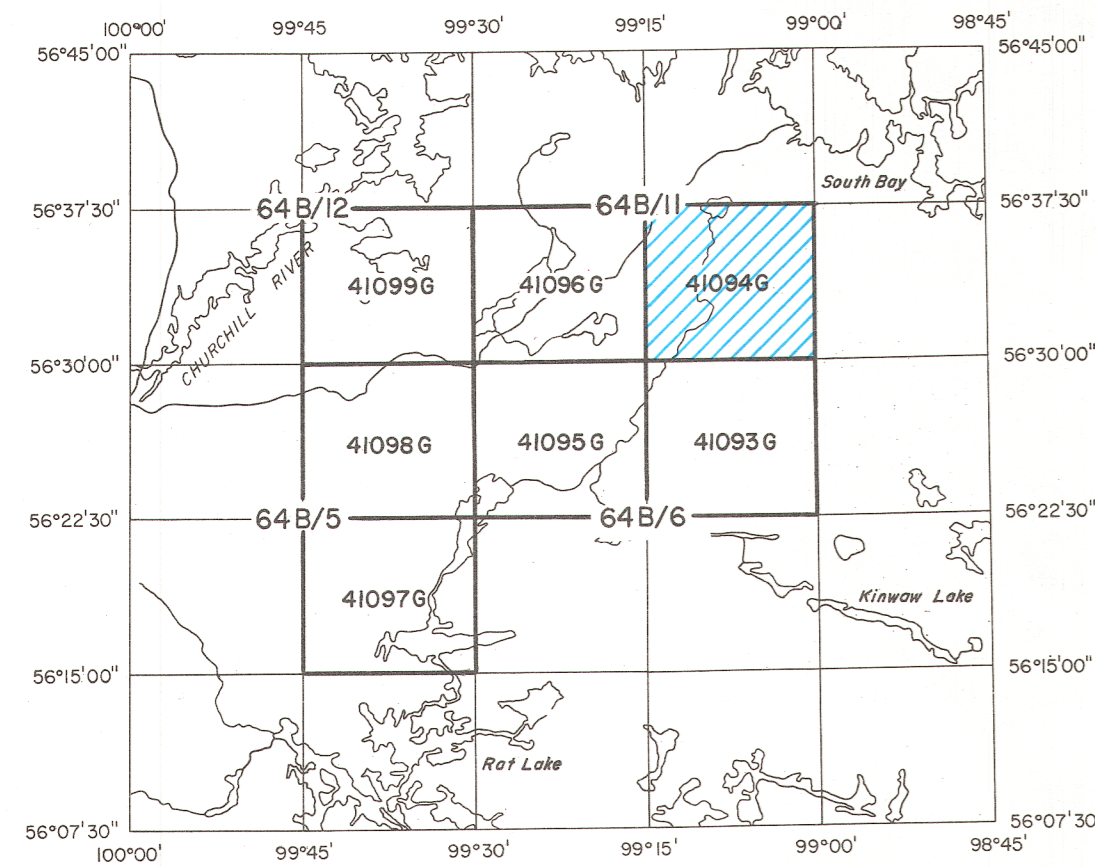 100°00' 99°45' 99°30' 99°15' 99°00' 98°45'
56°45'00" 56°45'00"
South Bay
56°37'30" 64B/12 64B/11 56°37'30"
CHURCHILL RIVER
41099G 41096G 41094G
56°30'00" 56°30'00"
41098G 41095G 41093G
56°22'30" 64B/5 64B/6 56°22'30"
41097G Kinwaw Lake
56°15'00" 56°15'00"
Rat Lake
56°07'30" 56°07'30"
100°00' 99°45' 99°30' 99°15' 99°00' 98°45'